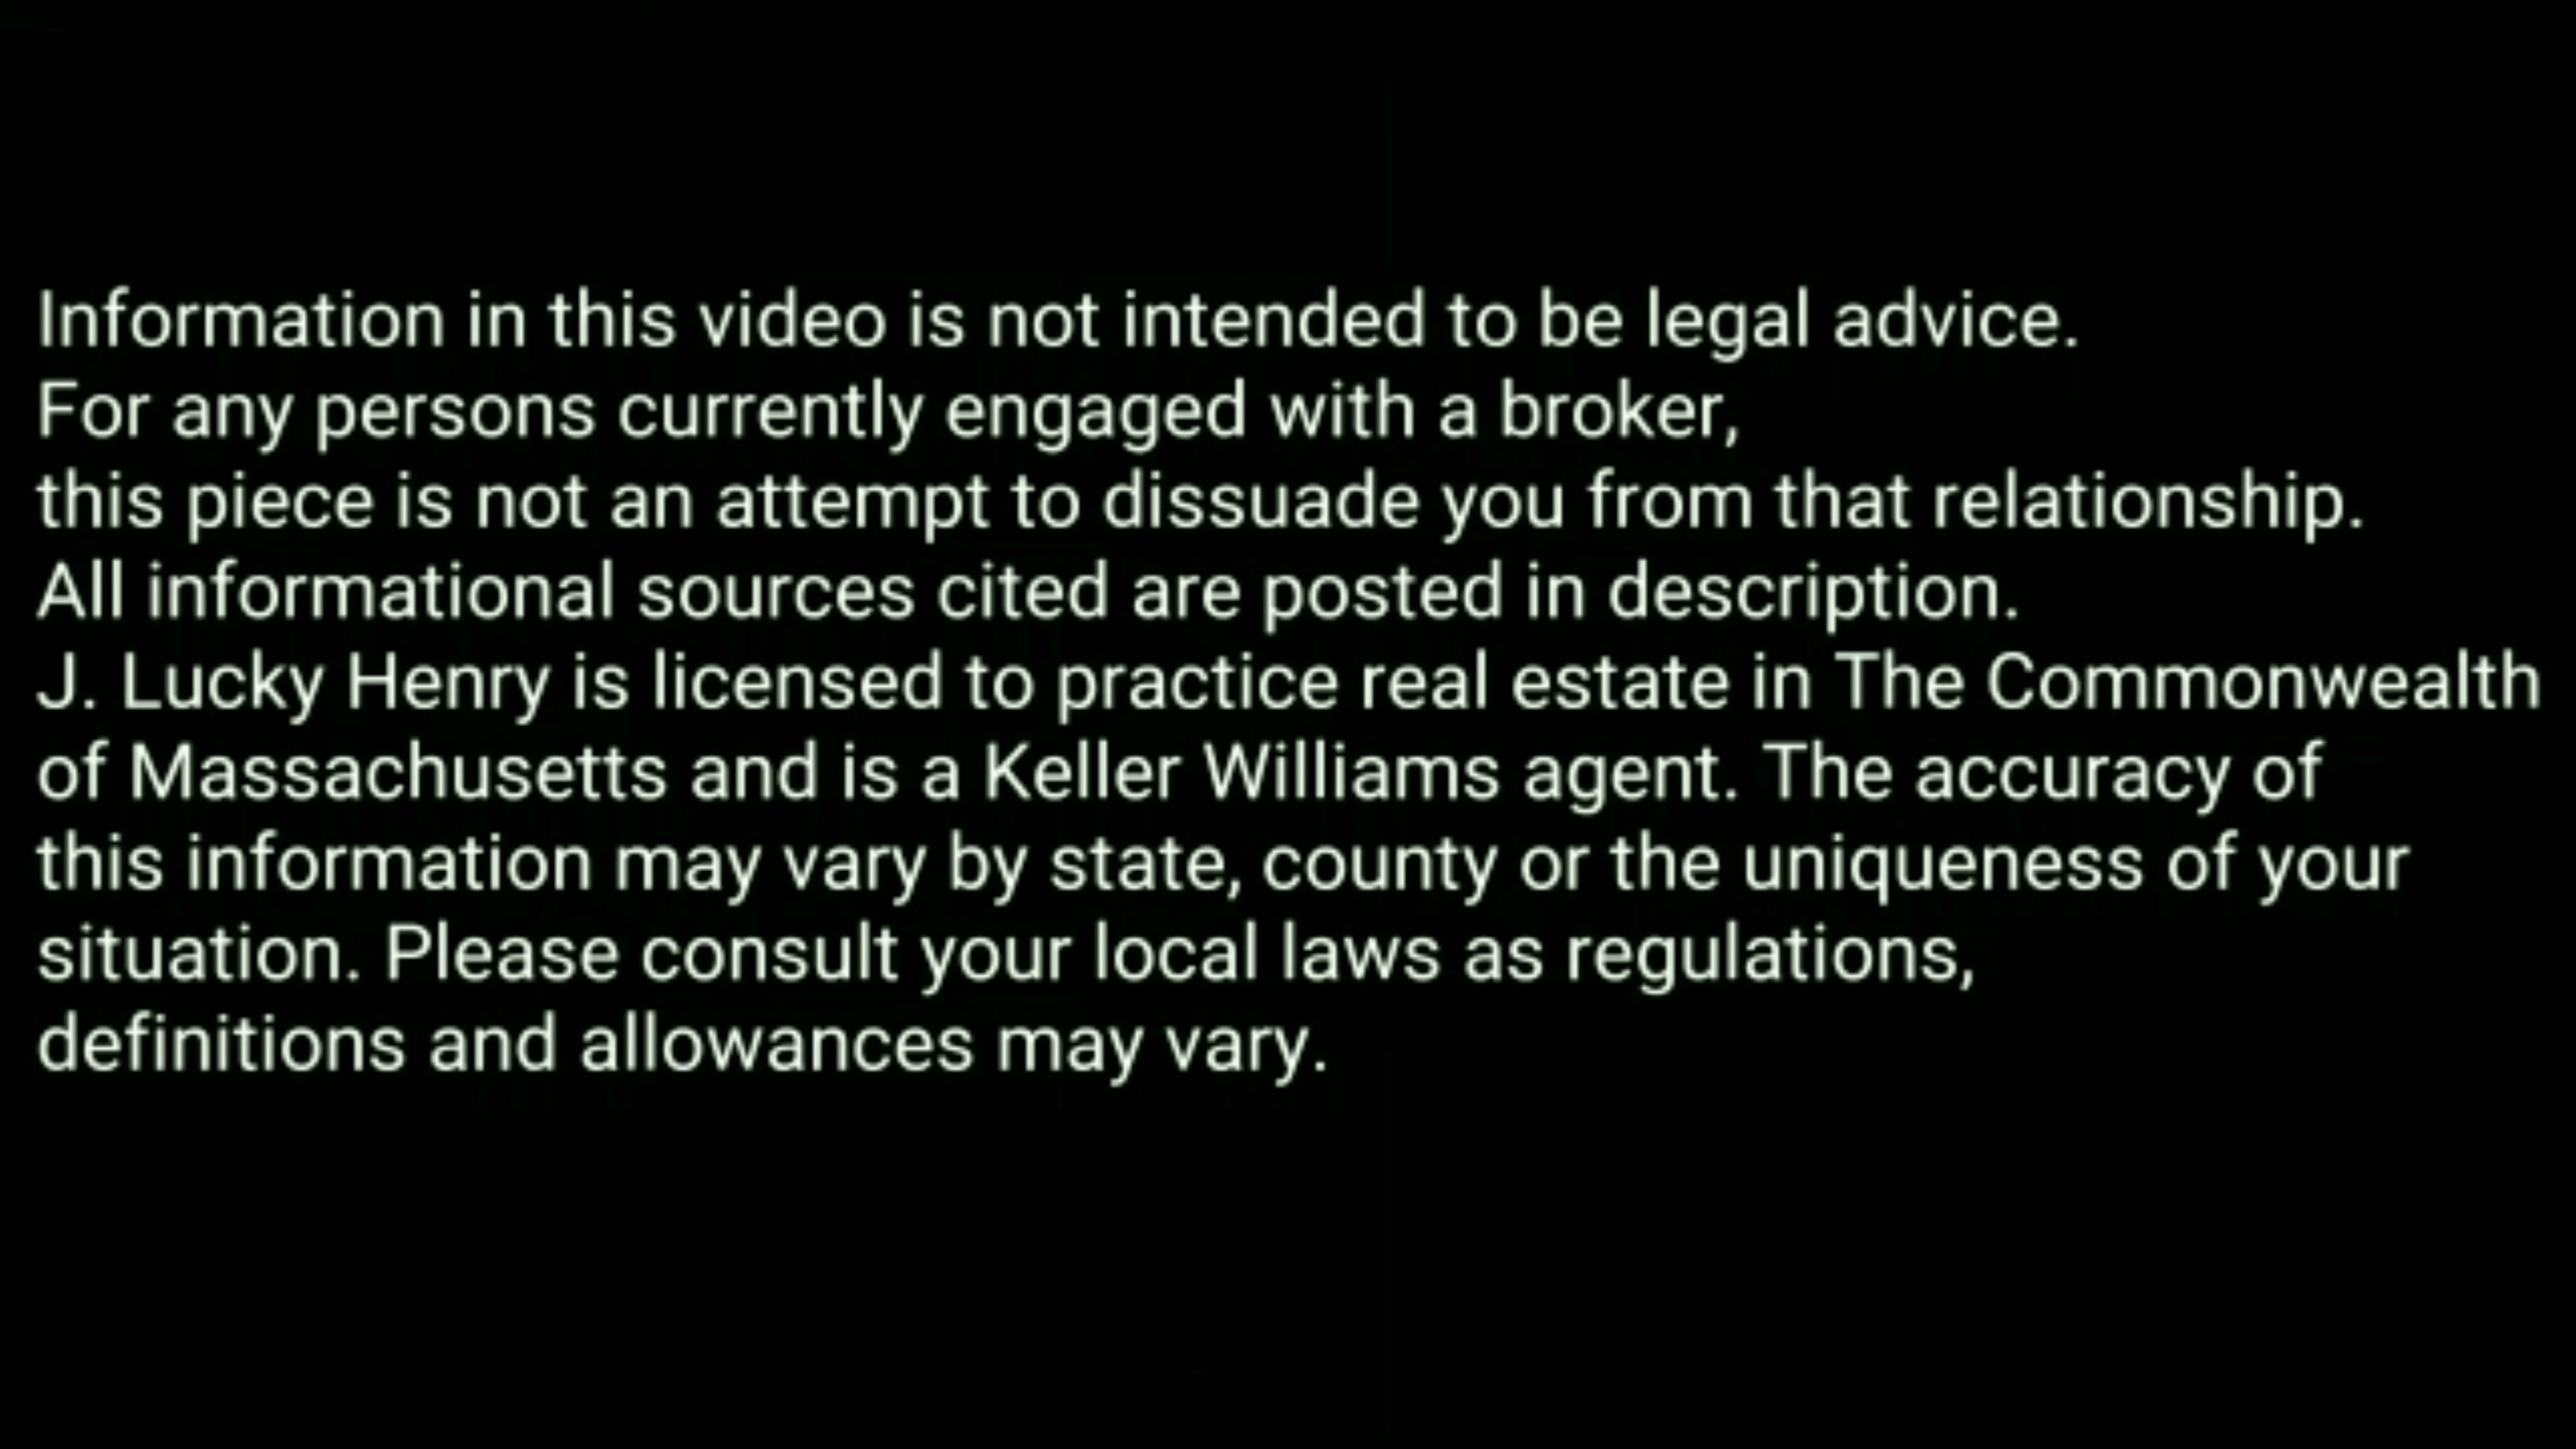 Information in this video is not intended to be legal advice.
For any persons currently engaged with a broker,
this piece is not an attempt to dissuade you from that relationship.
All informational sources cited are posted in description.
J. Lucky Henry is licensed to practice real estate in The Commonwealth
of Massachusetts and is a Keller Williams agent. The accuracy of
this information may vary by state, county or the uniqueness of your
situation. Please consult your local laws as regulations,
definitions and allowances may vary.